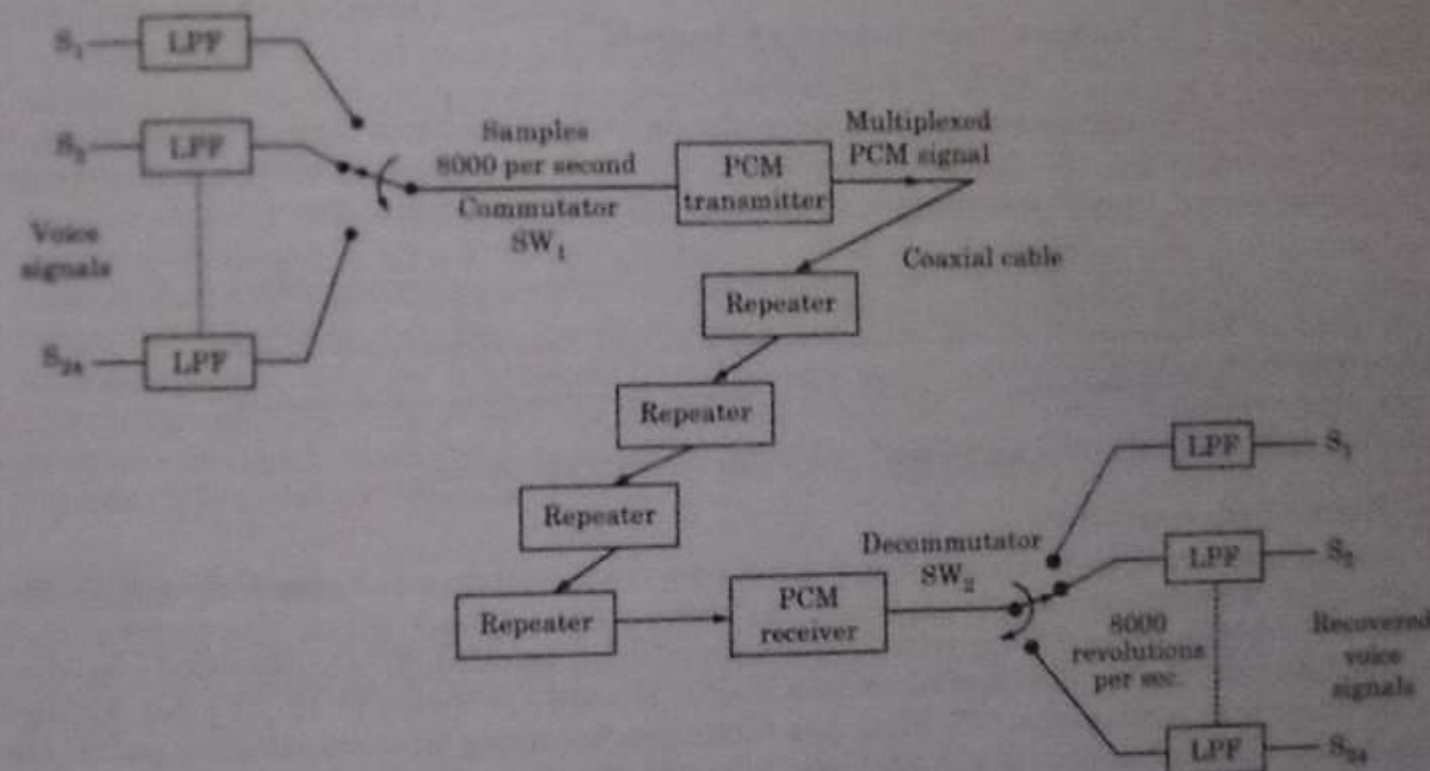 S₁
LPF
S₂
LPF
Voice
signals
S₂₄
LPF
Samples
8000 per second
Commutator
SW₁
PCM
transmitter
Multiplexed
PCM signal
Coaxial cable
Repeater
Repeater
Repeater
Repeater
PCM
receiver
Decommutator
SW₂
8000
revolutions
per sec.
LPF
S₁
LPF
S₂
Recovered
voice
signals
LPF
S₂₄